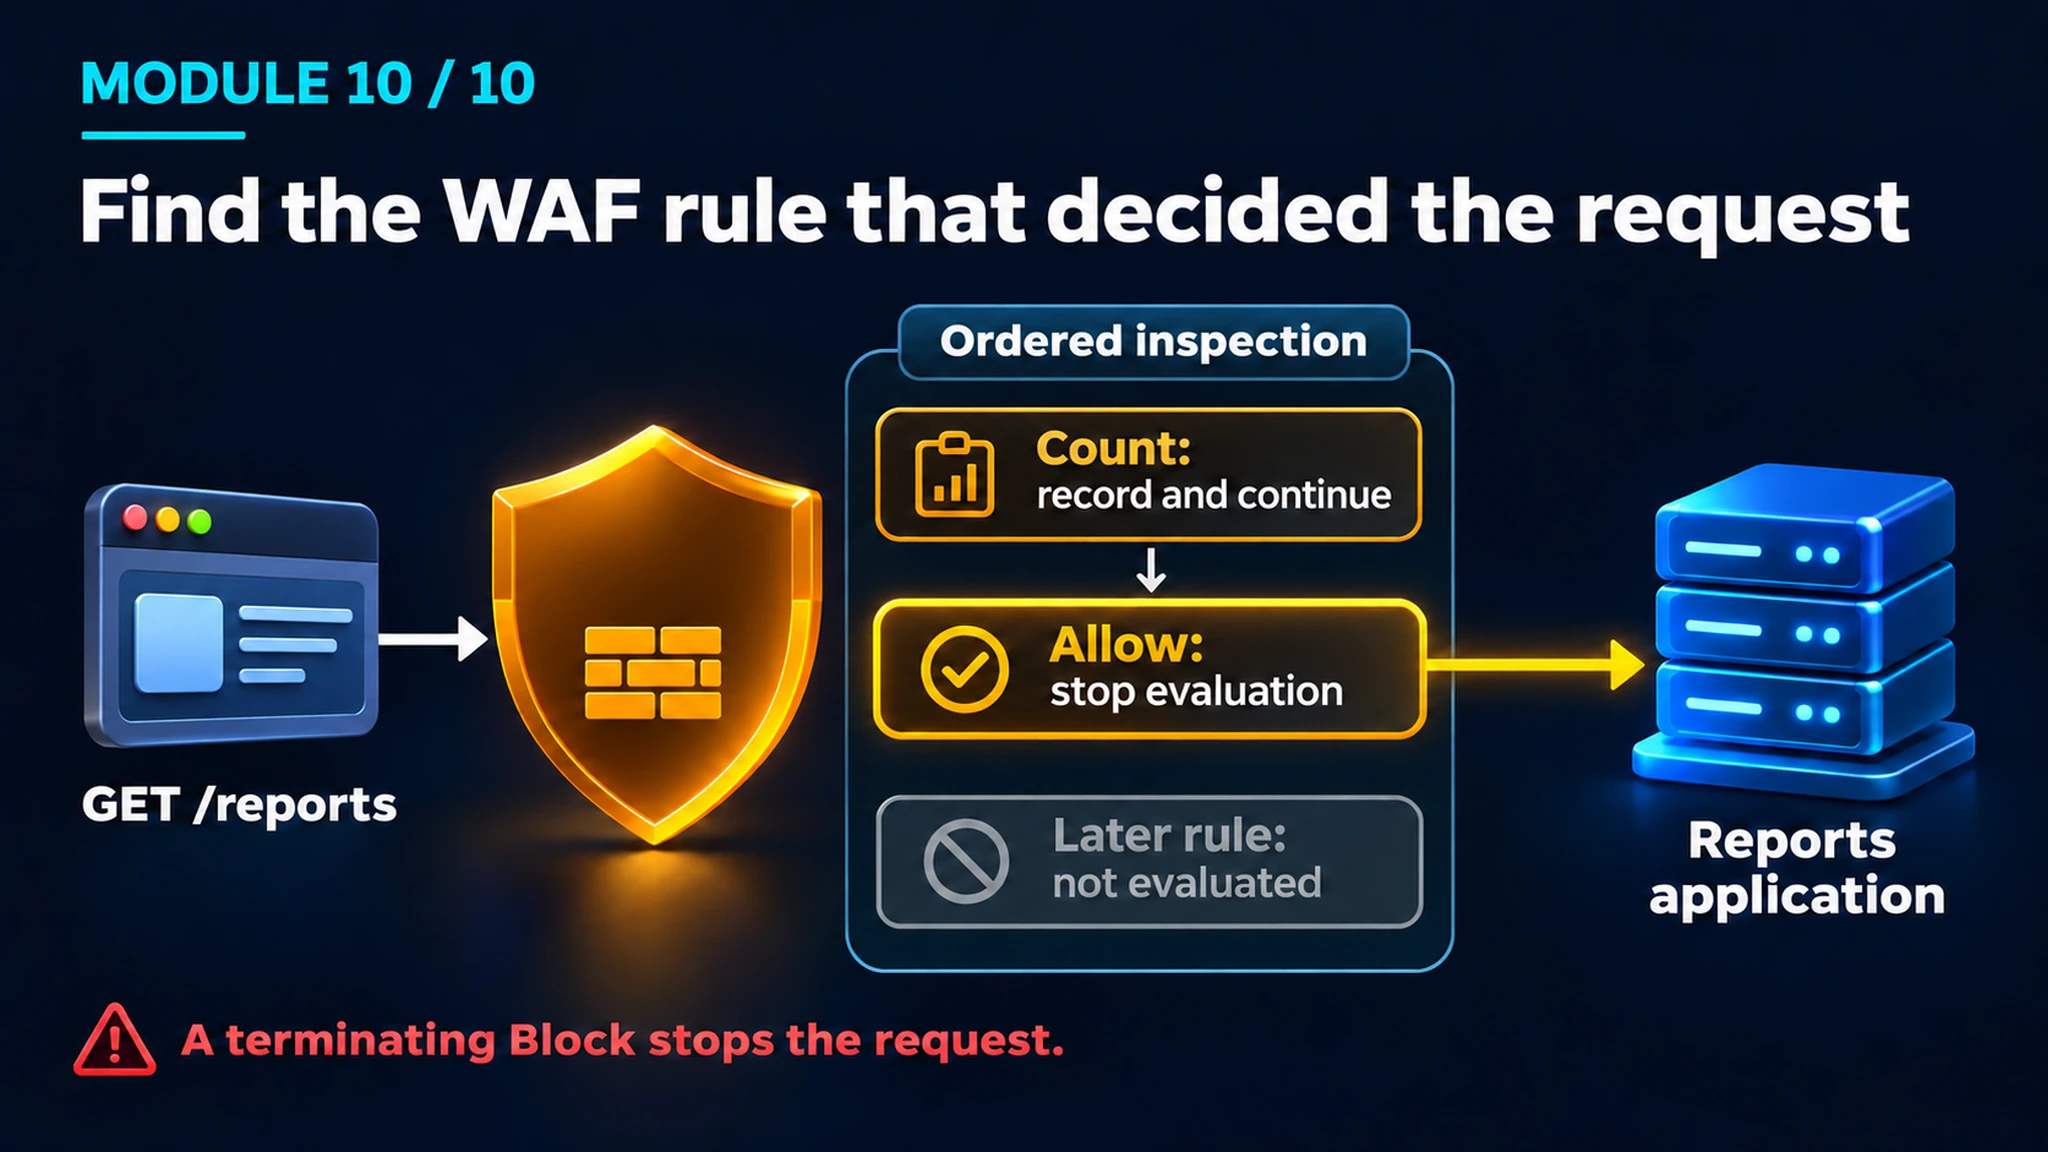 MODULE 10 / 10
Find the WAF rule that decided the request
Ordered inspection
Count:
record and continue
Allow:
stop evaluation
Later rule:
not evaluated
GET /reports
Reports
application
A terminating Block stops the request.